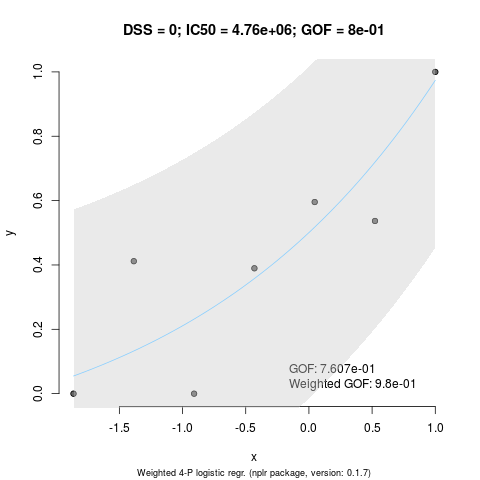 DSS = 0; IC50 = 4.76e+06; GOF = 8e-01
1.0
0.8
0.6
0.4
0.2
0.0
y
GOF: 7.607e-01
Weighted GOF: 9.8e-01
-1.5 -1.0 -0.5 0.0 0.5 1.0
x
Weighted 4-P logistic regr. (nplr package, version: 0.1.7)